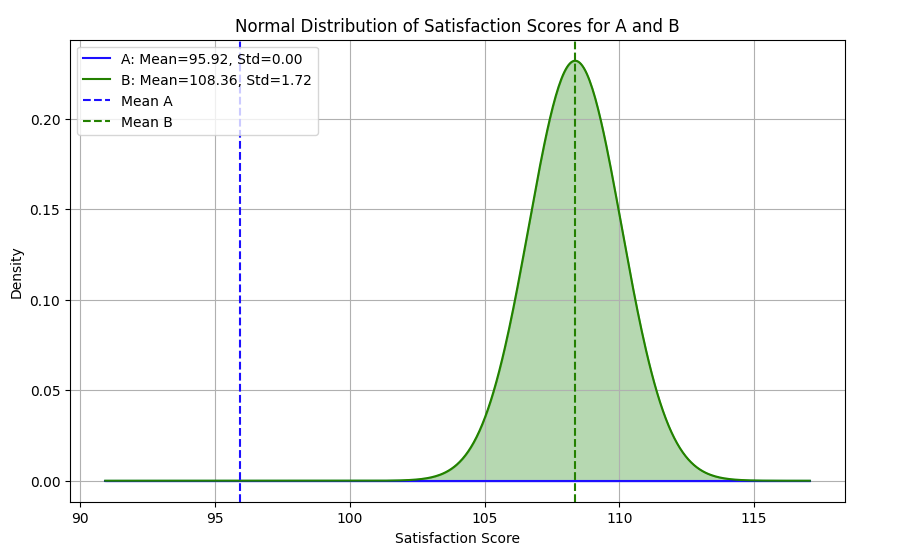 Normal Distribution of Satisfaction Scores for A and B
A: Mean=95.92, Std=0.00
B: Mean=108.36, Std=1.72
Mean A
Mean B
0.20
0.15
0.10
0.05
0.00
Density
90 95 100 105 110 115
Satisfaction Score